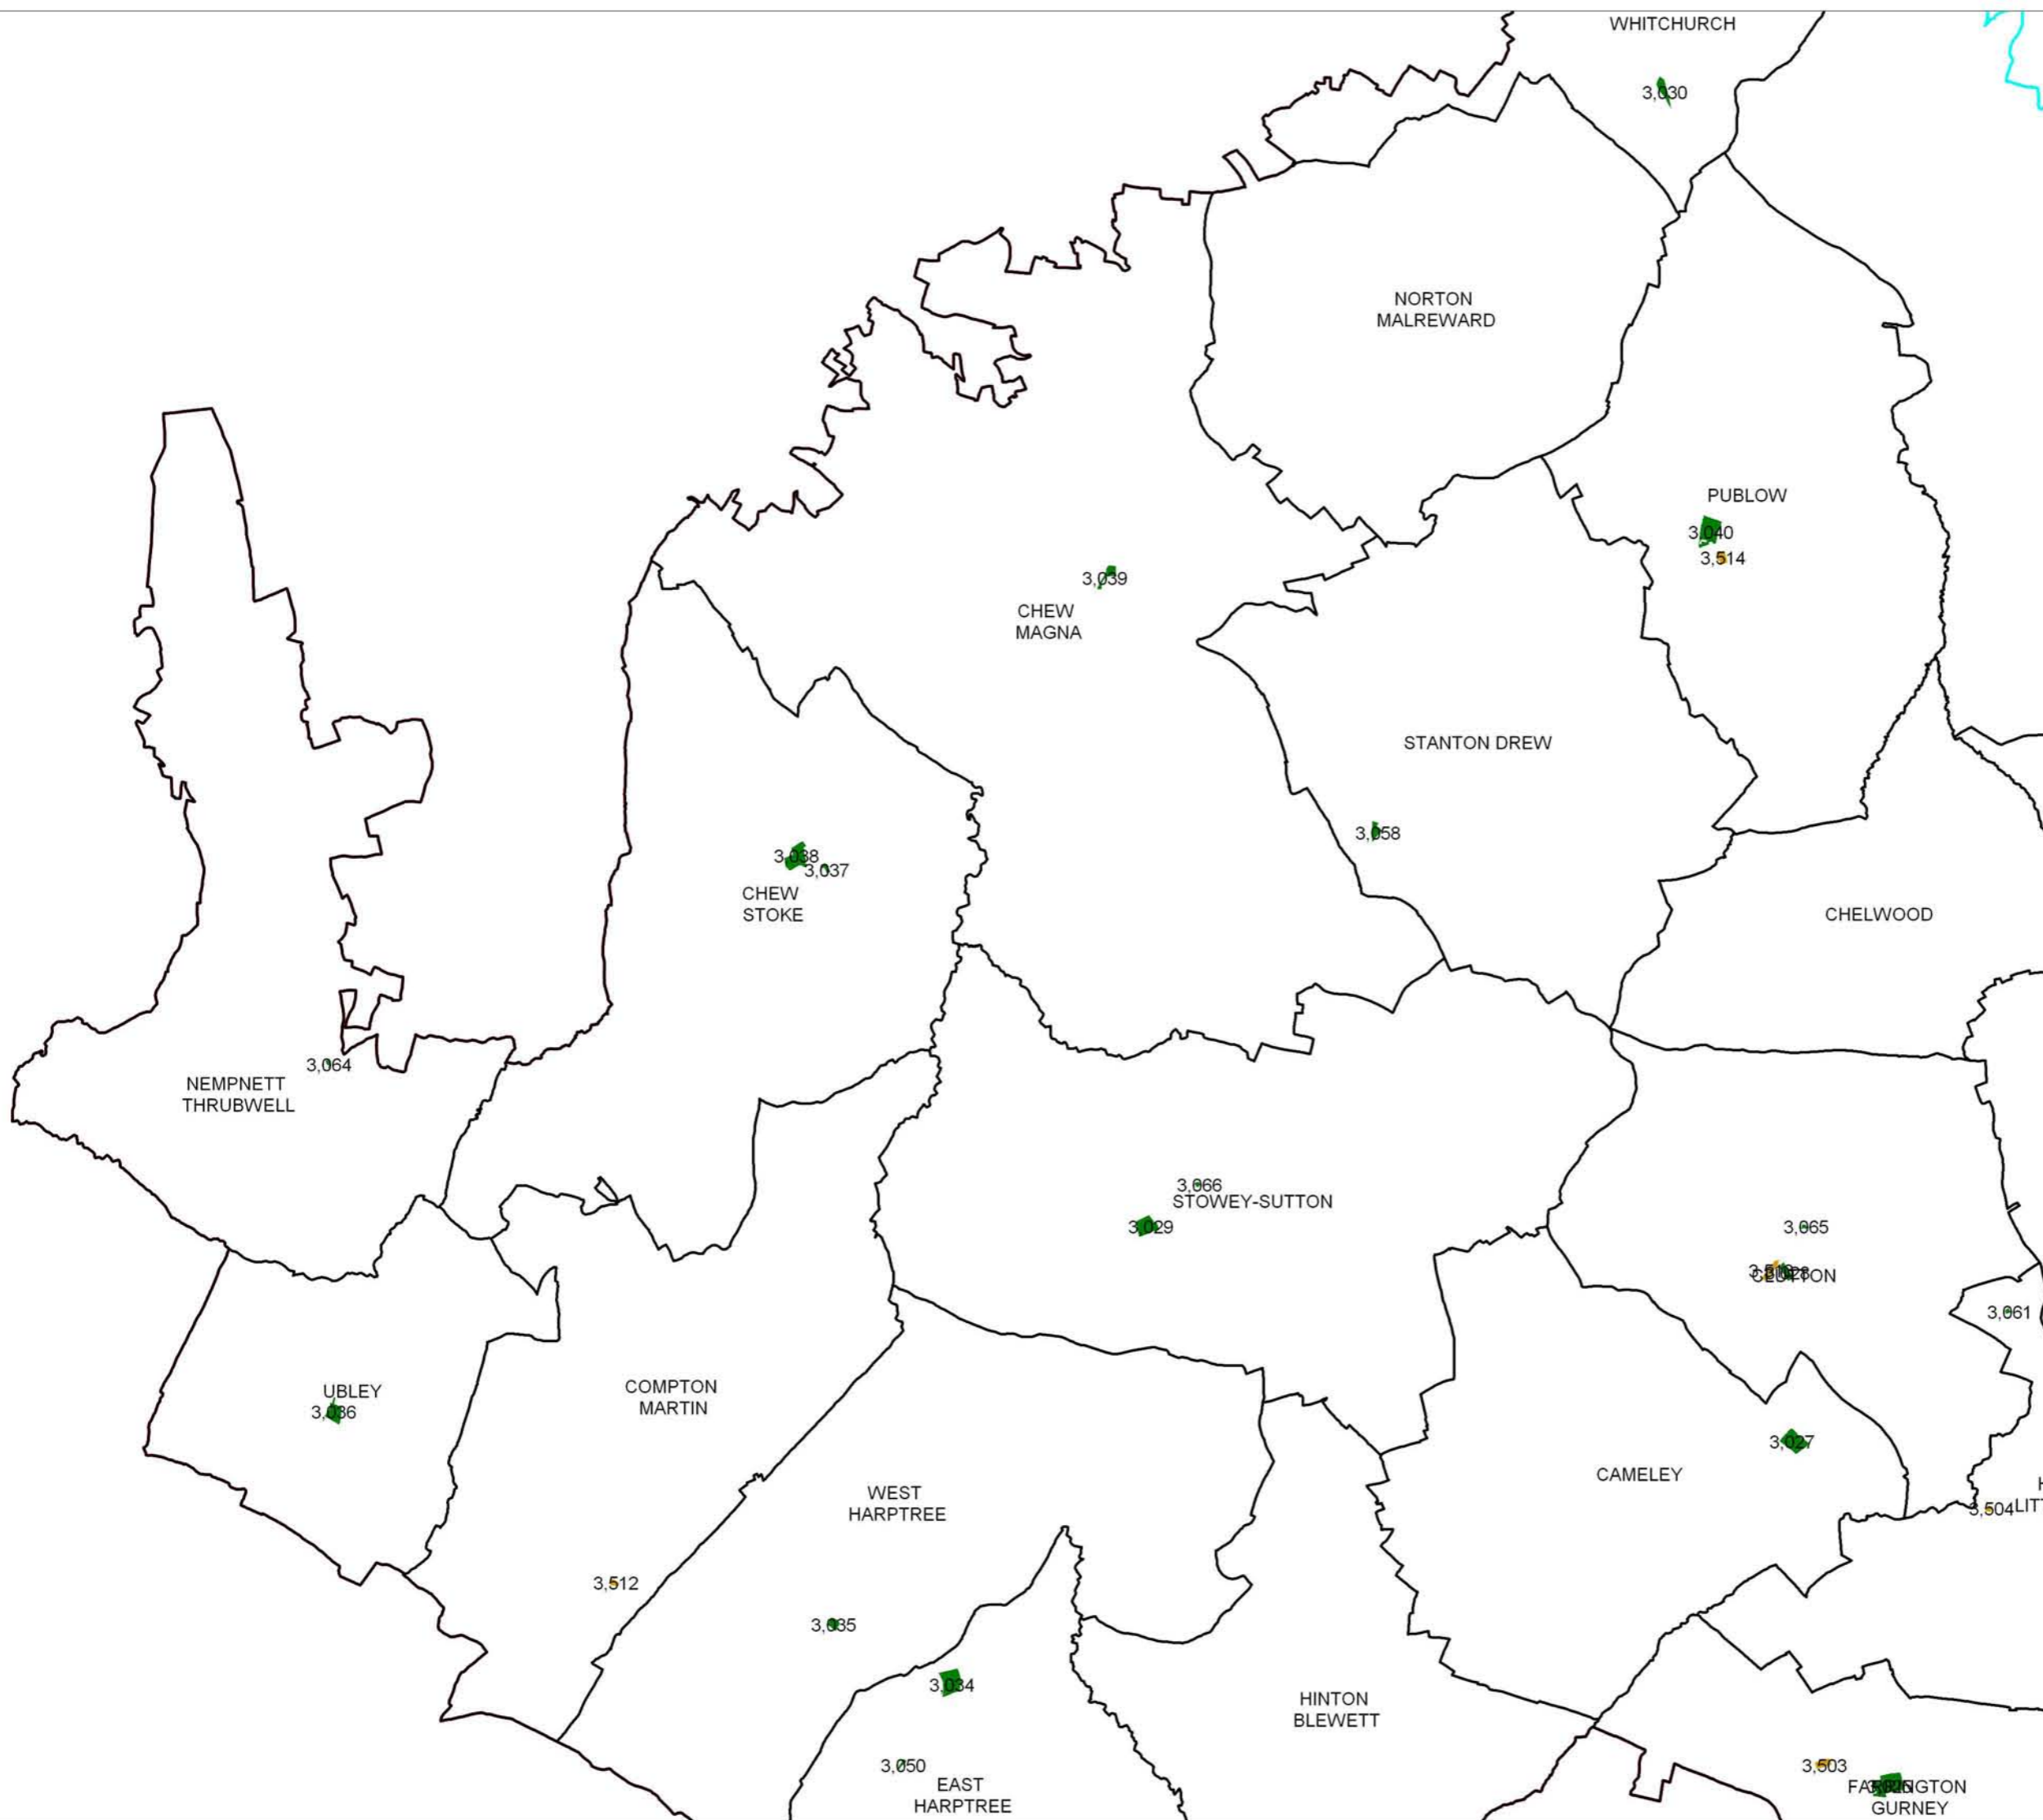 WHITCHURCH
3,030
NORTON
MALREWARD
PUBLOW
3,040
3,514
3,039
CHEW
MAGNA
STANTON DREW
3,058
3,038
3,037
CHEW
STOKE
CHELWOOD
3,064
NEMPNETT
THRUBWELL
3,066
STOWEY-SUTTON
3,029
3,065
CLUTTON
3,061
UBLEY
3,036
COMPTON
MARTIN
3,027
CAMELEY
WEST
HARPTREE
3,504
LIT
3,512
3,035
3,034
HINTON
BLEWETT
3,050
EAST
HARPTREE
3,503
FARRINGTON
GURNEY